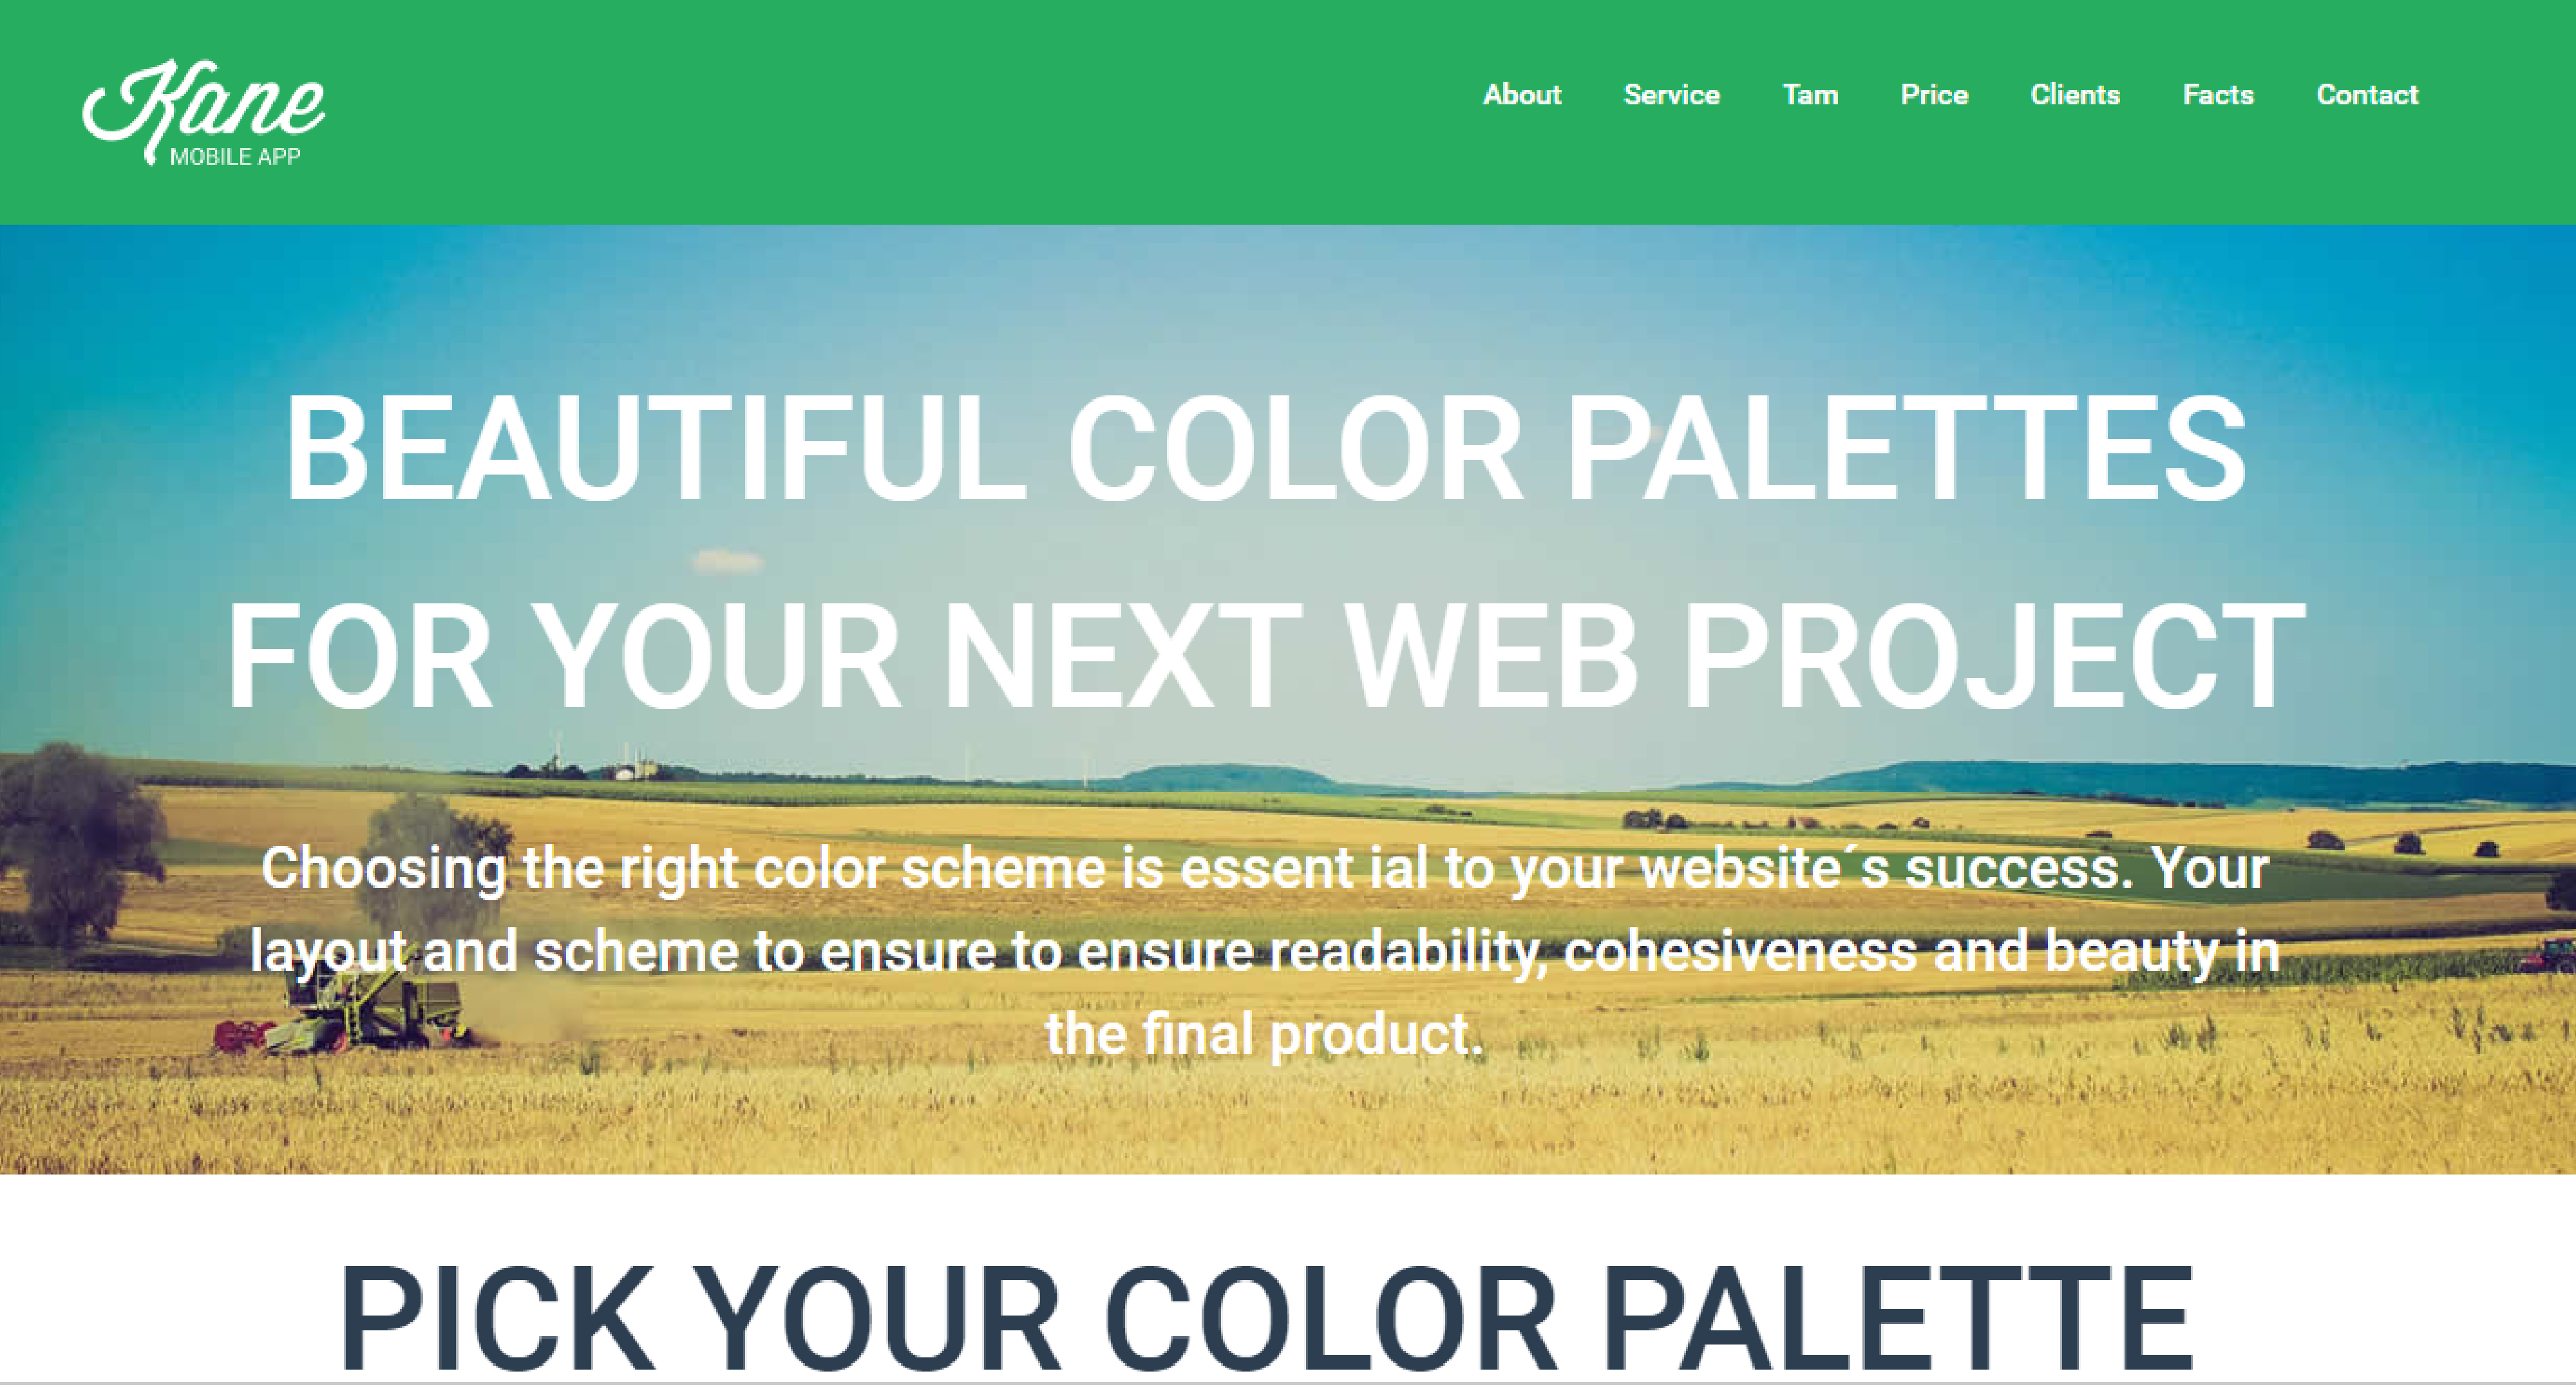 Kane
MOBILE APP
About Service Tam Price Clients Facts Contact
BEAUTIFUL COLOR PALETTES
FOR YOUR NEXT WEB PROJECT
Choosing the right color scheme is essent ial to your website´s success. Your
layout and scheme to ensure to ensure readability, cohesiveness and beauty in
the final product.
PICK YOUR COLOR PALETTE